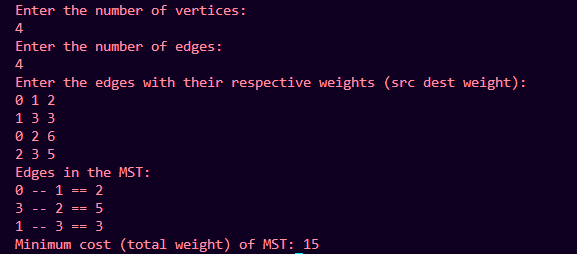 Enter the number of vertices:
4
Enter the number of edges:
4
Enter the edges with their respective weights (src dest weight):
0 1 2
1 3 3
0 2 6
2 3 5
Edges in the MST:
0 -- 1 == 2
3 -- 2 == 5
1 -- 3 == 3
Minimum cost (total weight) of MST: 15